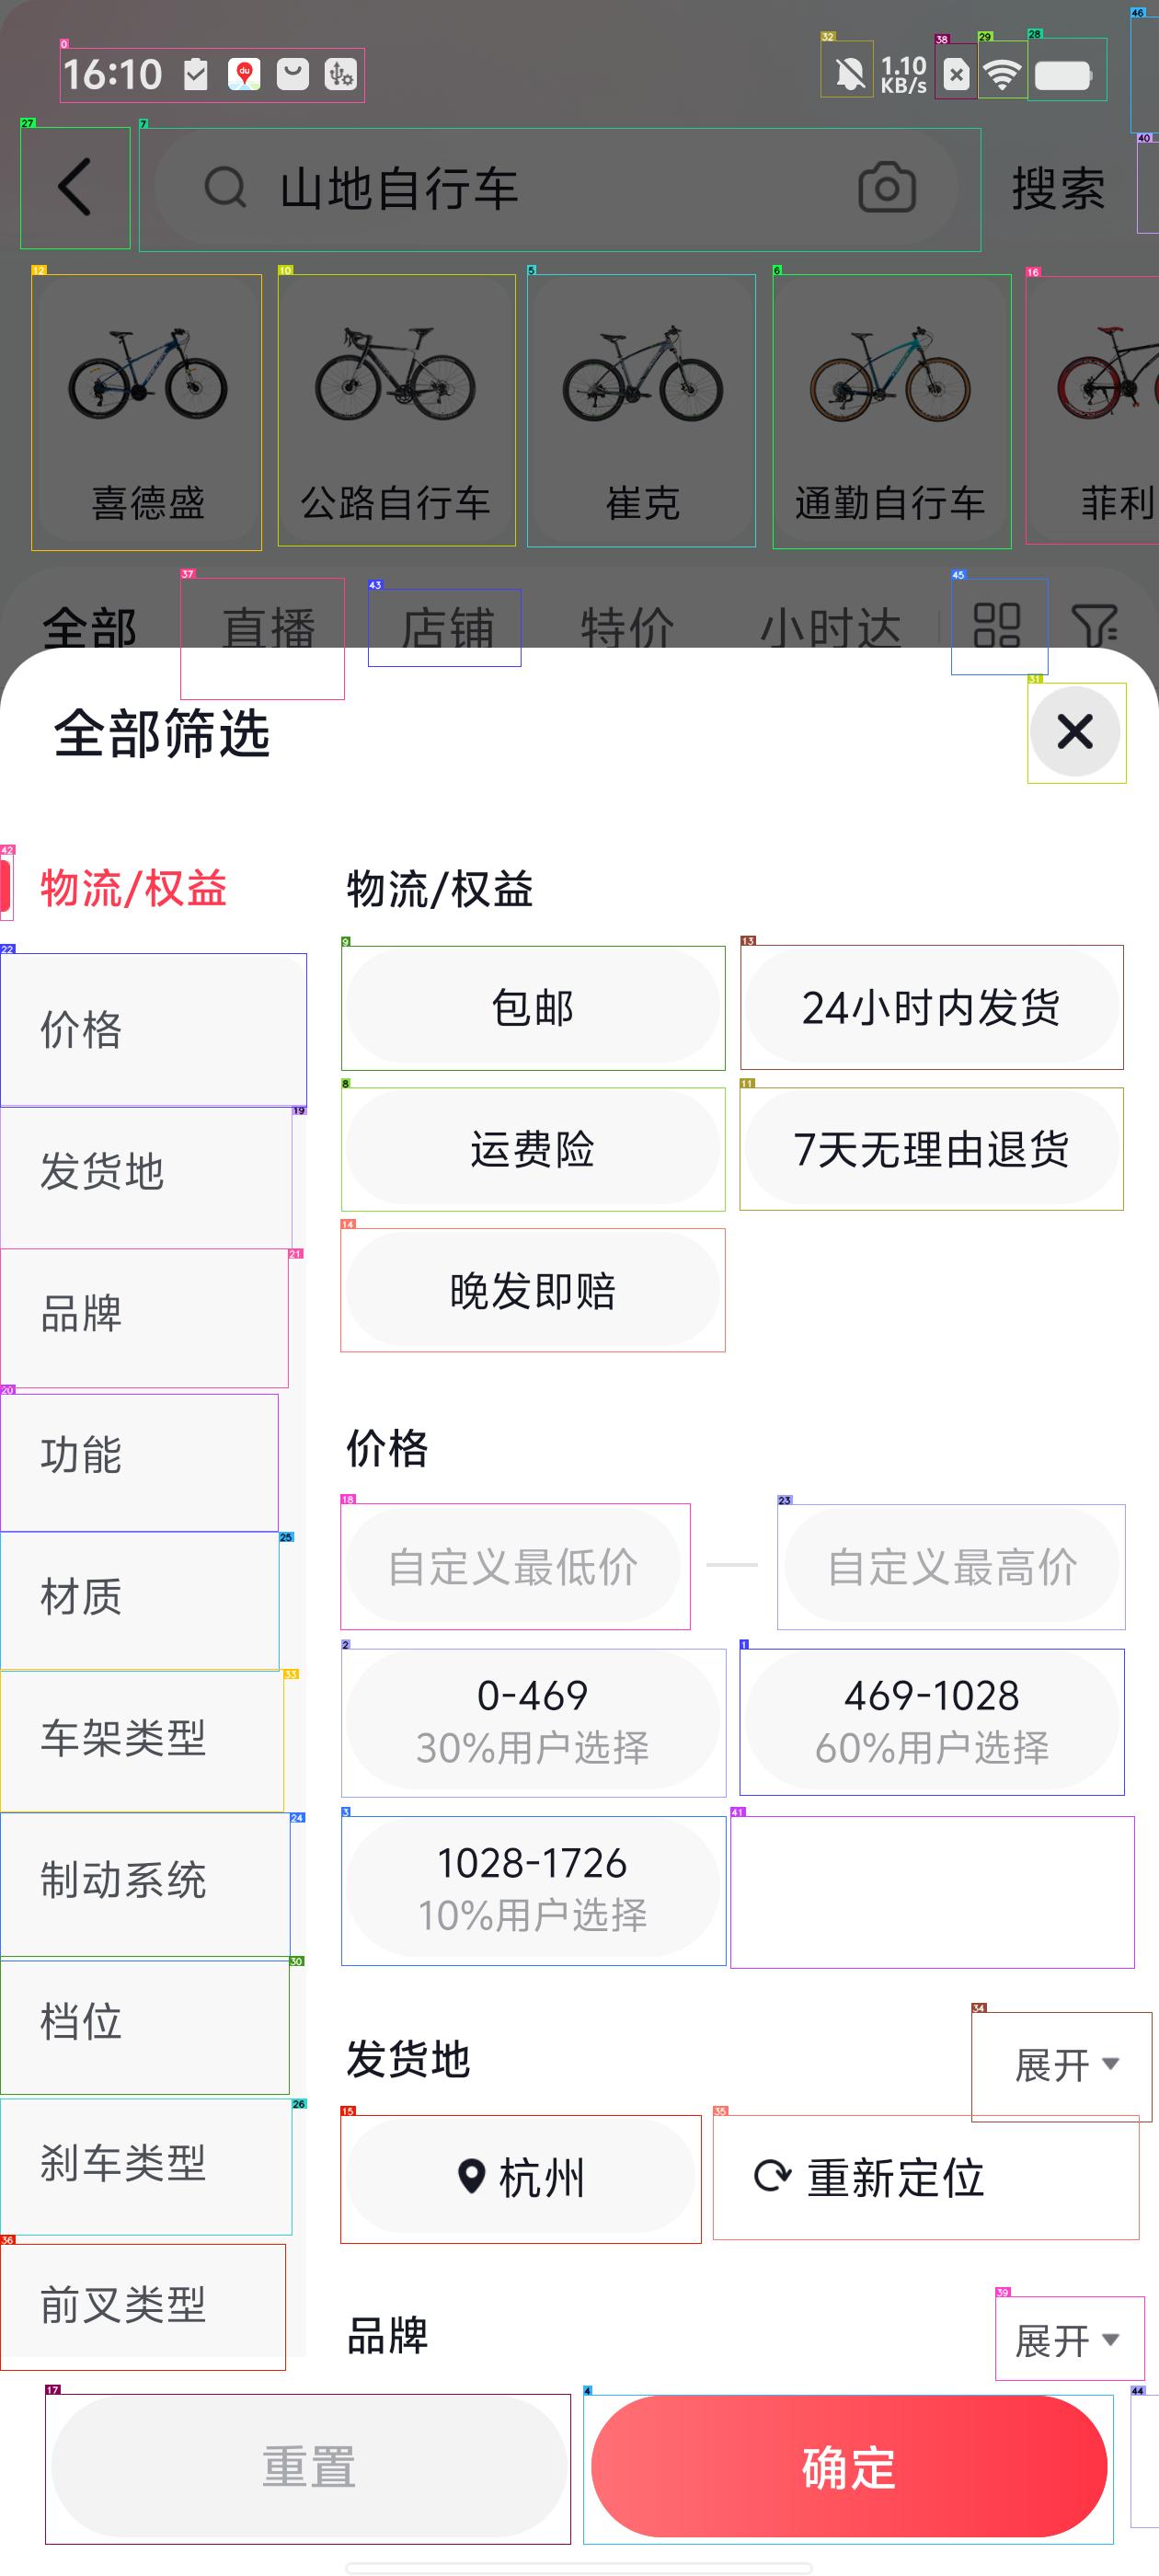 16:10
1.10
KB/s
山地自行车
搜索
喜德盛
公路自行车
崔克
通勤自行车
菲利
全部
直播
店铺
特价
小时达
全部筛选
物流/权益
价格
发货地
品牌
功能
材质
车架类型
制动系统
档位
刹车类型
前叉类型
物流/权益
包邮
24小时内发货
运费险
7天无理由退货
晚发即赔
价格
自定义最低价
自定义最高价
0-469
30%用户选择
469-1028
60%用户选择
1028-1726
10%用户选择
发货地
展开
杭州
重新定位
品牌
展开
重置
确定